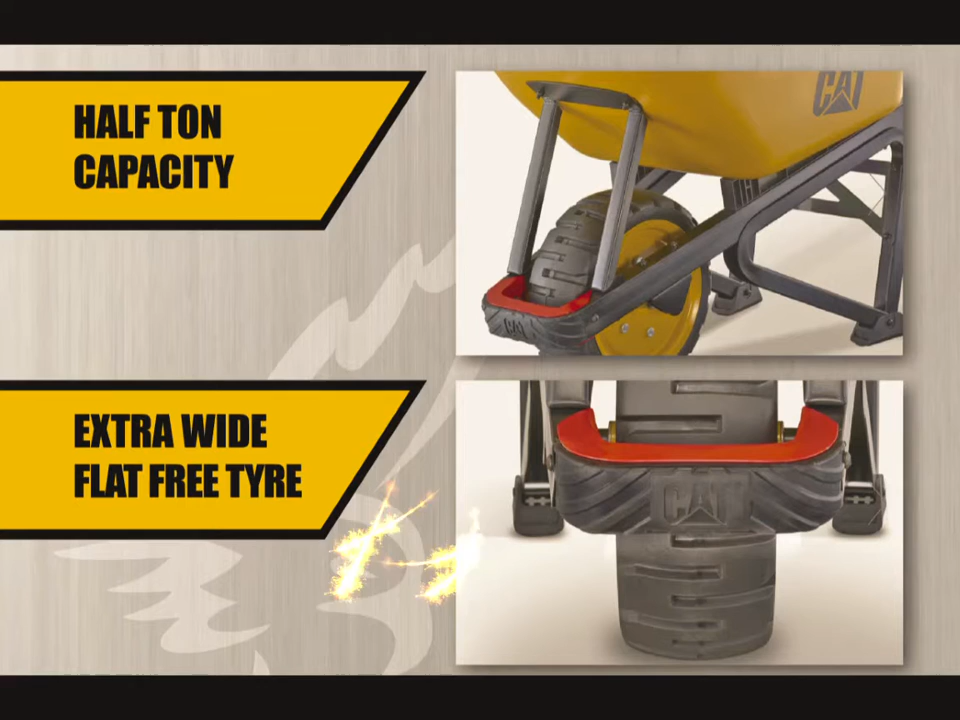 HALF TON
CAPACITY
CAT
CAT
EXTRA WIDE
FLAT FREE TYRE
CAT